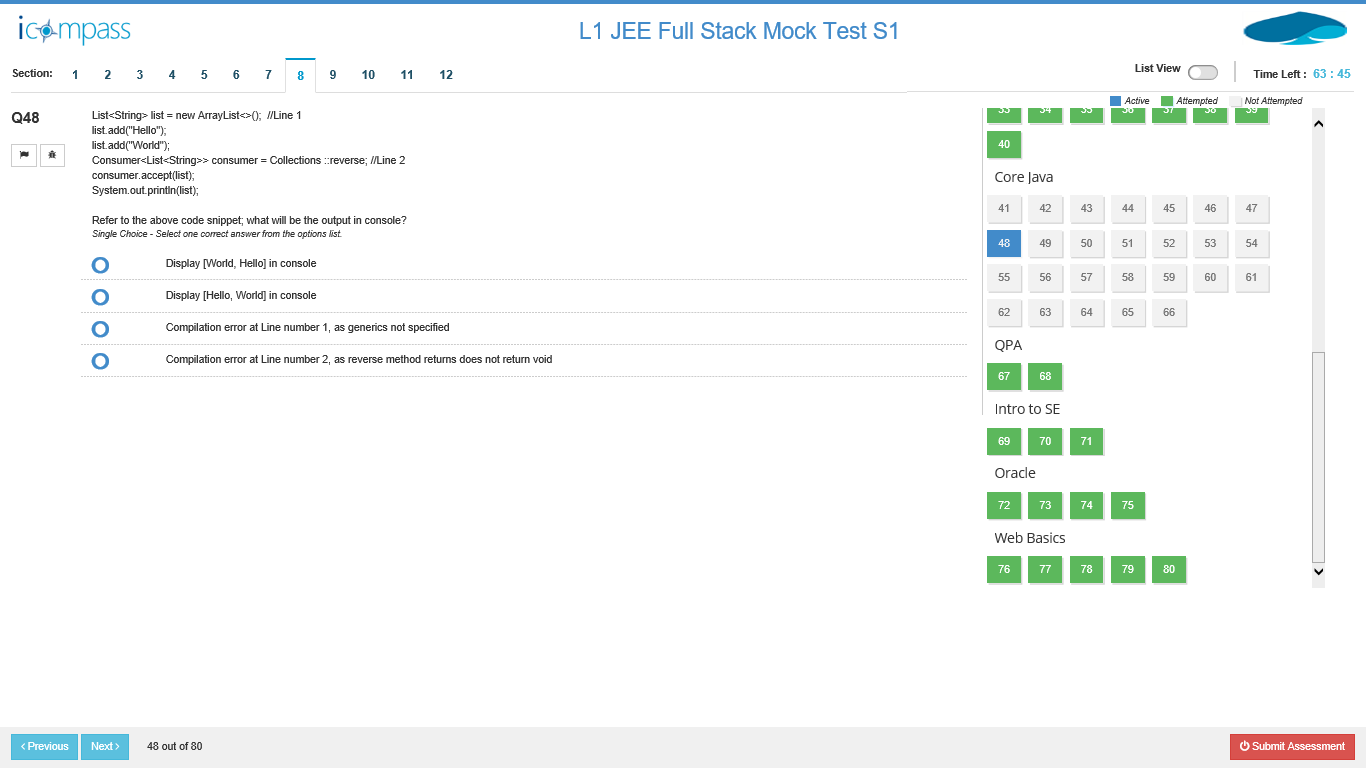 icompass
L1 JEE Full Stack Mock Test S1
Section: 1 2 3 4 5 6 7 8 9 10 11 12
List View
Time Left : 63 : 45
Active Attempted Not Attempted
Q48
List<String> list = new ArrayList<>(); //Line 1
list.add("Hello");
list.add("World");
Consumer<List<String>> consumer = Collections ::reverse; //Line 2
consumer.accept(list);
System.out.println(list);
Refer to the above code snippet; what will be the output in console?
Single Choice - Select one correct answer from the options list.
Display [World, Hello] in console
Display [Hello, World] in console
Compilation error at Line number 1, as generics not specified
Compilation error at Line number 2, as reverse method returns does not return void
33 34 35 36 37 38 39
40
Core Java
41 42 43 44 45 46 47
48 49 50 51 52 53 54
55 56 57 58 59 60 61
62 63 64 65 66
QPA
67 68
Intro to SE
69 70 71
Oracle
72 73 74 75
Web Basics
76 77 78 79 80
Previous Next 48 out of 80
Submit Assessment